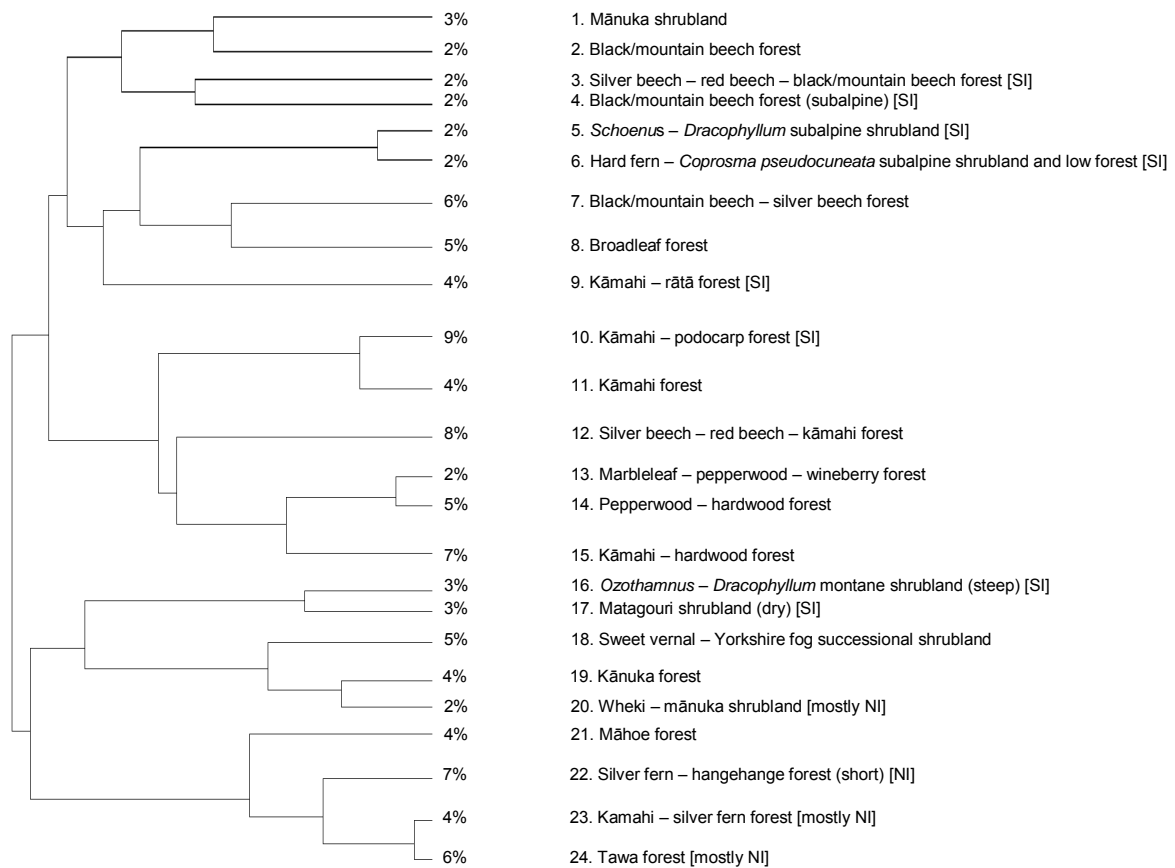 3% 1. Mānuka shrubland
2% 2. Black/mountain beech forest
2% 3. Silver beech – red beech – black/mountain beech forest [SI]
2% 4. Black/mountain beech forest (subalpine) [SI]
2% 5. Schoenus – Dracophyllum subalpine shrubland [SI]
2% 6. Hard fern – Coprosma pseudocuneata subalpine shrubland and low forest [SI]
6% 7. Black/mountain beech – silver beech forest
5% 8. Broadleaf forest
4% 9. Kāmahi – rātā forest [SI]
9% 10. Kāmahi – podocarp forest [SI]
4% 11. Kāmahi forest
8% 12. Silver beech – red beech – kāmahi forest
2% 13. Marbleleaf – pepperwood – wineberry forest
5% 14. Pepperwood – hardwood forest
7% 15. Kāmahi – hardwood forest
3% 16. Ozothamnus – Dracophyllum montane shrubland (steep) [SI]
3% 17. Matagouri shrubland (dry) [SI]
5% 18. Sweet vernal – Yorkshire fog successional shrubland
4% 19. Kānuka forest
2% 20. Wheki – mānuka shrubland [mostly NI]
4% 21. Māhoe forest
7% 22. Silver fern – hangehange forest (short) [NI]
4% 23. Kamahi – silver fern forest [mostly NI]
6% 24. Tawa forest [mostly NI]